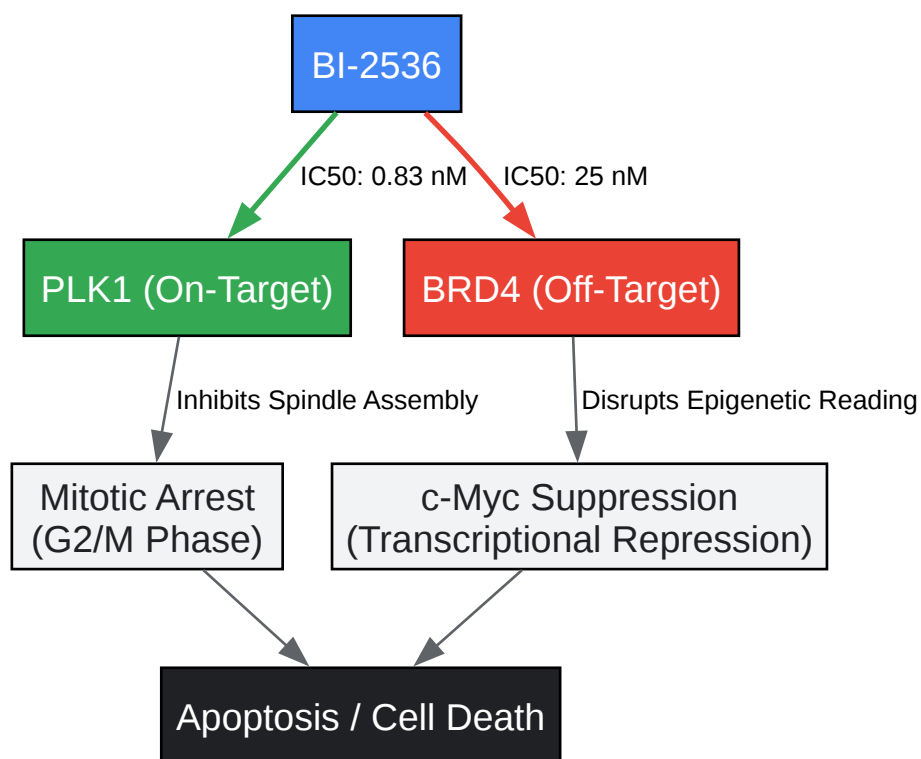 BI-2536
IC50: 0.83 nM
IC50: 25 nM
PLK1 (On-Target)
BRD4 (Off-Target)
Inhibits Spindle Assembly
Disrupts Epigenetic Reading
Mitotic Arrest
(G2/M Phase)
c-Myc Suppression
(Transcriptional Repression)
Apoptosis / Cell Death